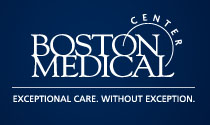 BOSTON
MEDICAL
CENTER
EXCEPTIONAL CARE. WITHOUT EXCEPTION.